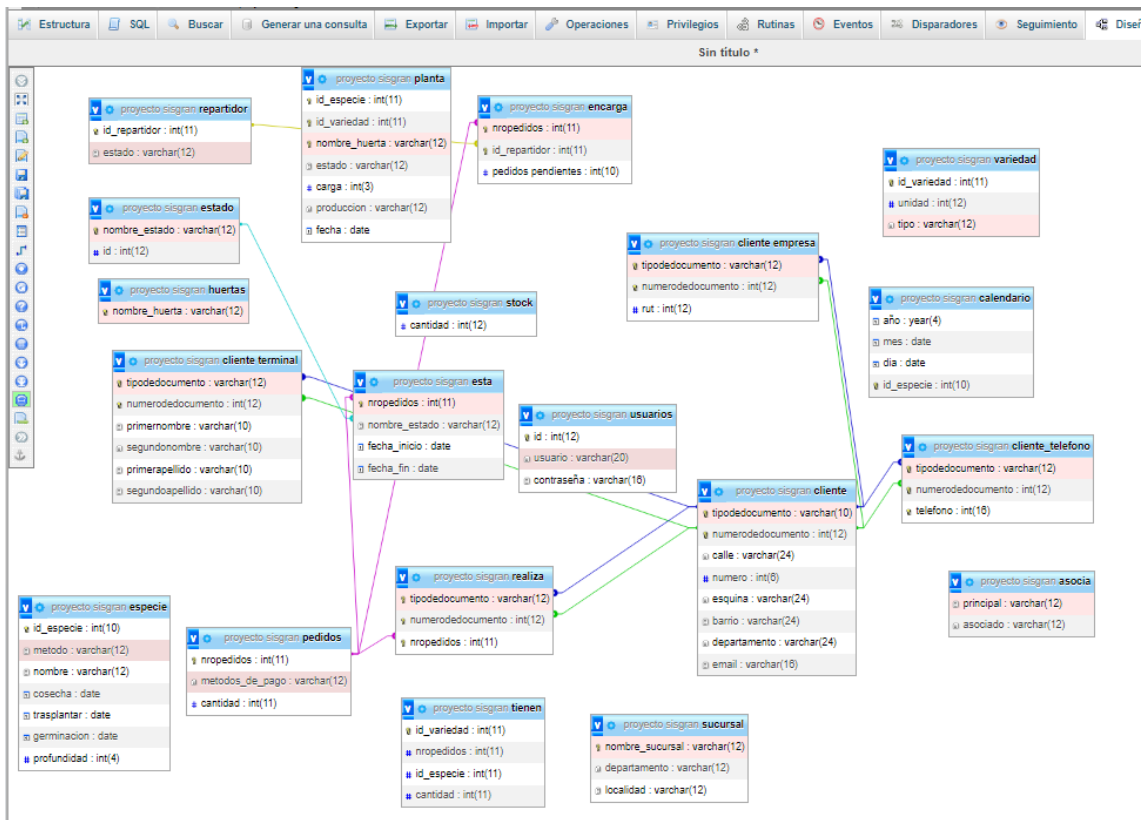 Estructura SQL Buscar Generar una consulta Exportar Importar Operaciones Privilegios Rutinas Eventos Disparadores Seguimiento Diseñ
Sin título *
proyecto sisgran repartidor
id_repartidor : int(11)
estado : varchar(12)
proyecto sisgran planta
id_especie : int(11)
id_variedad : int(11)
nombre_huerta : varchar(12)
estado : varchar(12)
carga : int(3)
produccion : varchar(12)
fecha : date
proyecto sisgran encarga
nropedidos : int(11)
id_repartidor : int(11)
pedidos pendientes : int(10)
proyecto sisgran variedad
id_variedad : int(11)
unidad : int(12)
tipo : varchar(12)
proyecto sisgran estado
nombre_estado : varchar(12)
id : int(12)
proyecto sisgran cliente empresa
tipodedocumento : varchar(12)
numerodedocumento : int(12)
rut : int(12)
proyecto sisgran huertas
nombre_huerta : varchar(12)
proyecto sisgran stock
cantidad : int(12)
proyecto sisgran calendario
año : year(4)
mes : date
dia : date
id_especie : int(10)
proyecto sisgran cliente terminal
tipodedocumento : varchar(12)
numerodedocumento : int(12)
primernombre : varchar(10)
segundonombre : varchar(10)
primerapellido : varchar(10)
segundoapellido : varchar(10)
proyecto sisgran esta
nropedidos : int(11)
nombre_estado : varchar(12)
fecha_inicio : date
fecha_fin : date
proyecto sisgran usuarios
id : int(12)
usuario : varchar(20)
contraseña : varchar(16)
proyecto sisgran cliente_telefono
tipodedocumento : varchar(12)
numerodedocumento : int(12)
telefono : int(16)
proyecto sisgran cliente
tipodedocumento : varchar(10)
numerodedocumento : int(12)
calle : varchar(24)
numero : int(6)
esquina : varchar(24)
barrio : varchar(24)
departamento : varchar(24)
email : varchar(16)
proyecto sisgran realiza
tipodedocumento : varchar(12)
numerodedocumento : int(12)
nropedidos : int(11)
proyecto sisgran asocia
principal : varchar(12)
asociado : varchar(12)
proyecto sisgran especie
id_especie : int(10)
metodo : varchar(12)
nombre : varchar(12)
cosecha : date
trasplantar : date
germinacion : date
profundidad : int(4)
proyecto sisgran pedidos
nropedidos : int(11)
metodos_de_pago : varchar(12)
cantidad : int(11)
proyecto sisgran tienen
id_variedad : int(11)
nropedidos : int(11)
id_especie : int(11)
cantidad : int(11)
proyecto sisgran sucursal
nombre_sucursal : varchar(12)
departamento : varchar(12)
localidad : varchar(12)